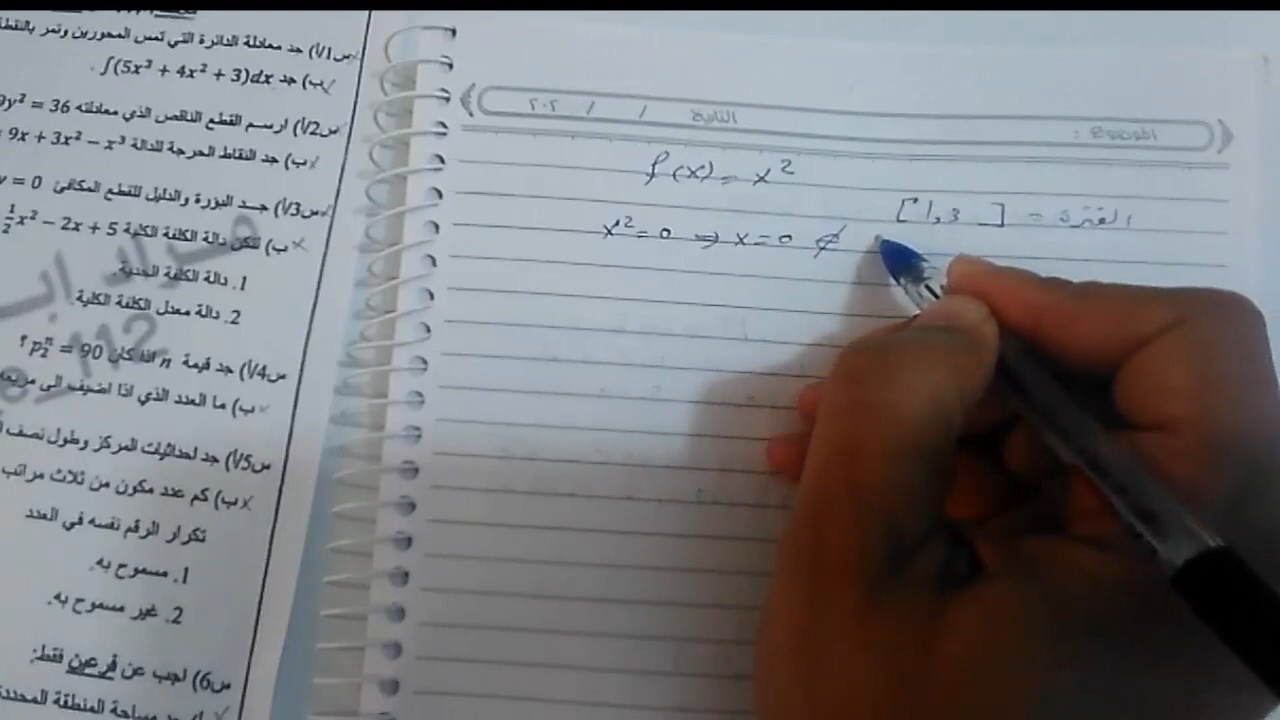 س1/أ) جد معادلة الدائرة التي تمس المحورين وتمر بالنقطة
ب) جد ∫(5x³ + 4x² + 3)dx .
س2/أ) ارسم القطع الناقص الذي معادلته 9y² = 36
ب) جد النقاط الحرجة للدالة 9x + 3x² − x³
س3/أ) جد البؤرة والدليل للقطع المكافئ = 0
ب) لتكن دالة الكلفة الكلية ½x² − 2x + 5
1. دالة الكلفة الحدية.
2. دالة معدل الكلفة الكلية.
س4/أ) جد قيمة n اذا كان pⁿ₂ = 90 ؟
ب) ما العدد الذي اذا اضيف الى مربعه
س5/أ) جد احداثيات المركز وطول نصف
ب) كم عدد مكون من ثلاث مراتب
تكرار الرقم نفسه في العدد
1. مسموح به.
2. غير مسموح به.
س6) اجب عن فرعين فقط:
مساحة المنطقة المحددة
الموضوع : التاريخ / / ٢٠٢
f(x) = x²
الفترة = [1,3 ]
x² = 0 ⇒ x = 0 ∉